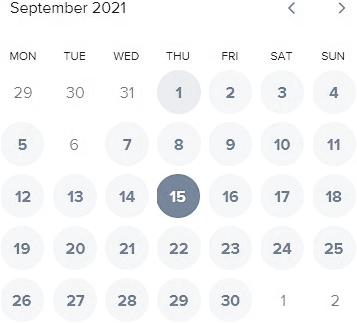 September 2021
MON TUE WED THU FRI SAT SUN
29 30 31 1 2 3 4
5 6 7 8 9 10 11
12 13 14 15 16 17 18
19 20 21 22 23 24 25
26 27 28 29 30 1 2